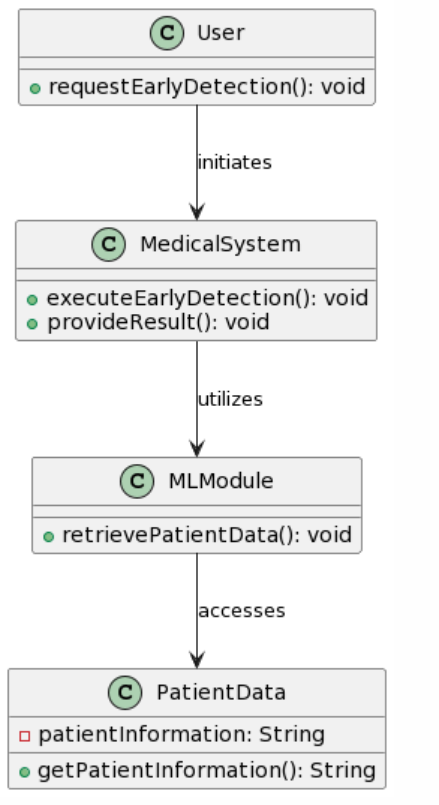 C User
requestEarlyDetection(): void
initiates
C MedicalSystem
executeEarlyDetection(): void
provideResult(): void
utilizes
C MLModule
retrievePatientData(): void
accesses
C PatientData
patientInformation: String
getPatientInformation(): String